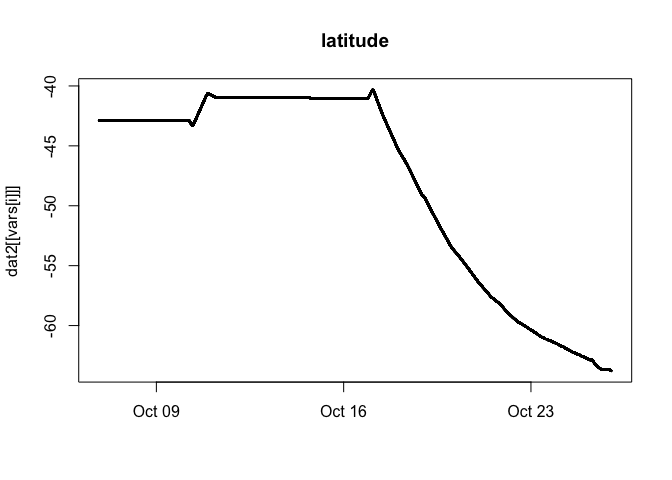 latitude
dat2[[vars[i]]]
-40
-45
-50
-55
-60
Oct 09
Oct 16
Oct 23